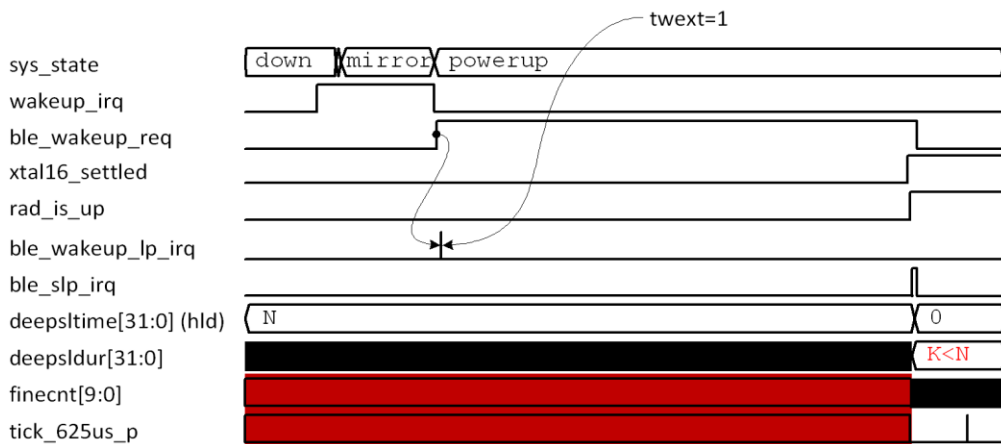 twext=1
sys_state down mirror powerup
wakeup_irq
ble_wakeup_req
xtal16_settled
rad_is_up
ble_wakeup_lp_irq
ble_slp_irq
deepsltime[31:0] (hld) N 0
deepsldur[31:0] K<N
finecnt[9:0]
tick_625us_p